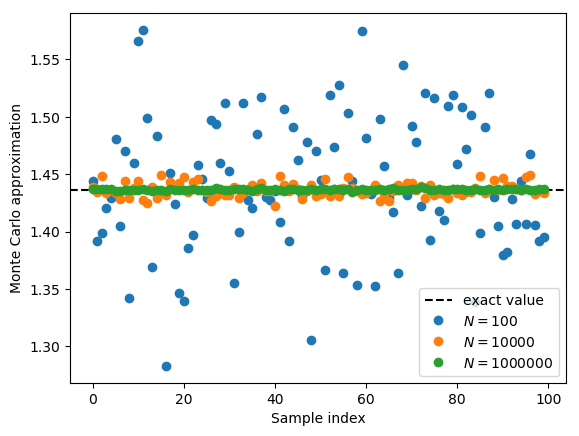 Monte Carlo approximation
1.55
1.50
1.45
1.40
1.35
1.30
exact value
N = 100
N = 10000
N = 1000000
0
20
40
60
80
100
Sample index